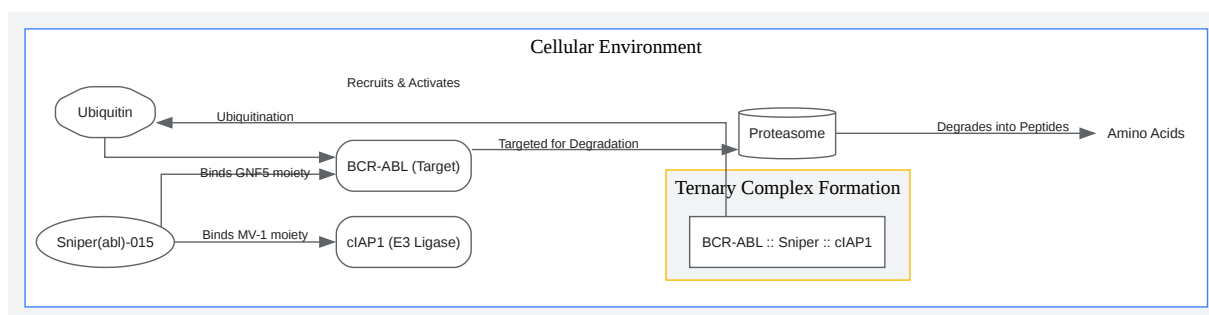 Cellular Environment
Recruits & Activates
Ubiquitin
Ubiquitination
Proteasome
Degrades into Peptides
Amino Acids
Targeted for Degradation
BCR-ABL (Target)
Binds GNF5 moiety
Ternary Complex Formation
Sniper(abl)-015
Binds MV-1 moiety
cIAP1 (E3 Ligase)
BCR-ABL :: Sniper :: cIAP1